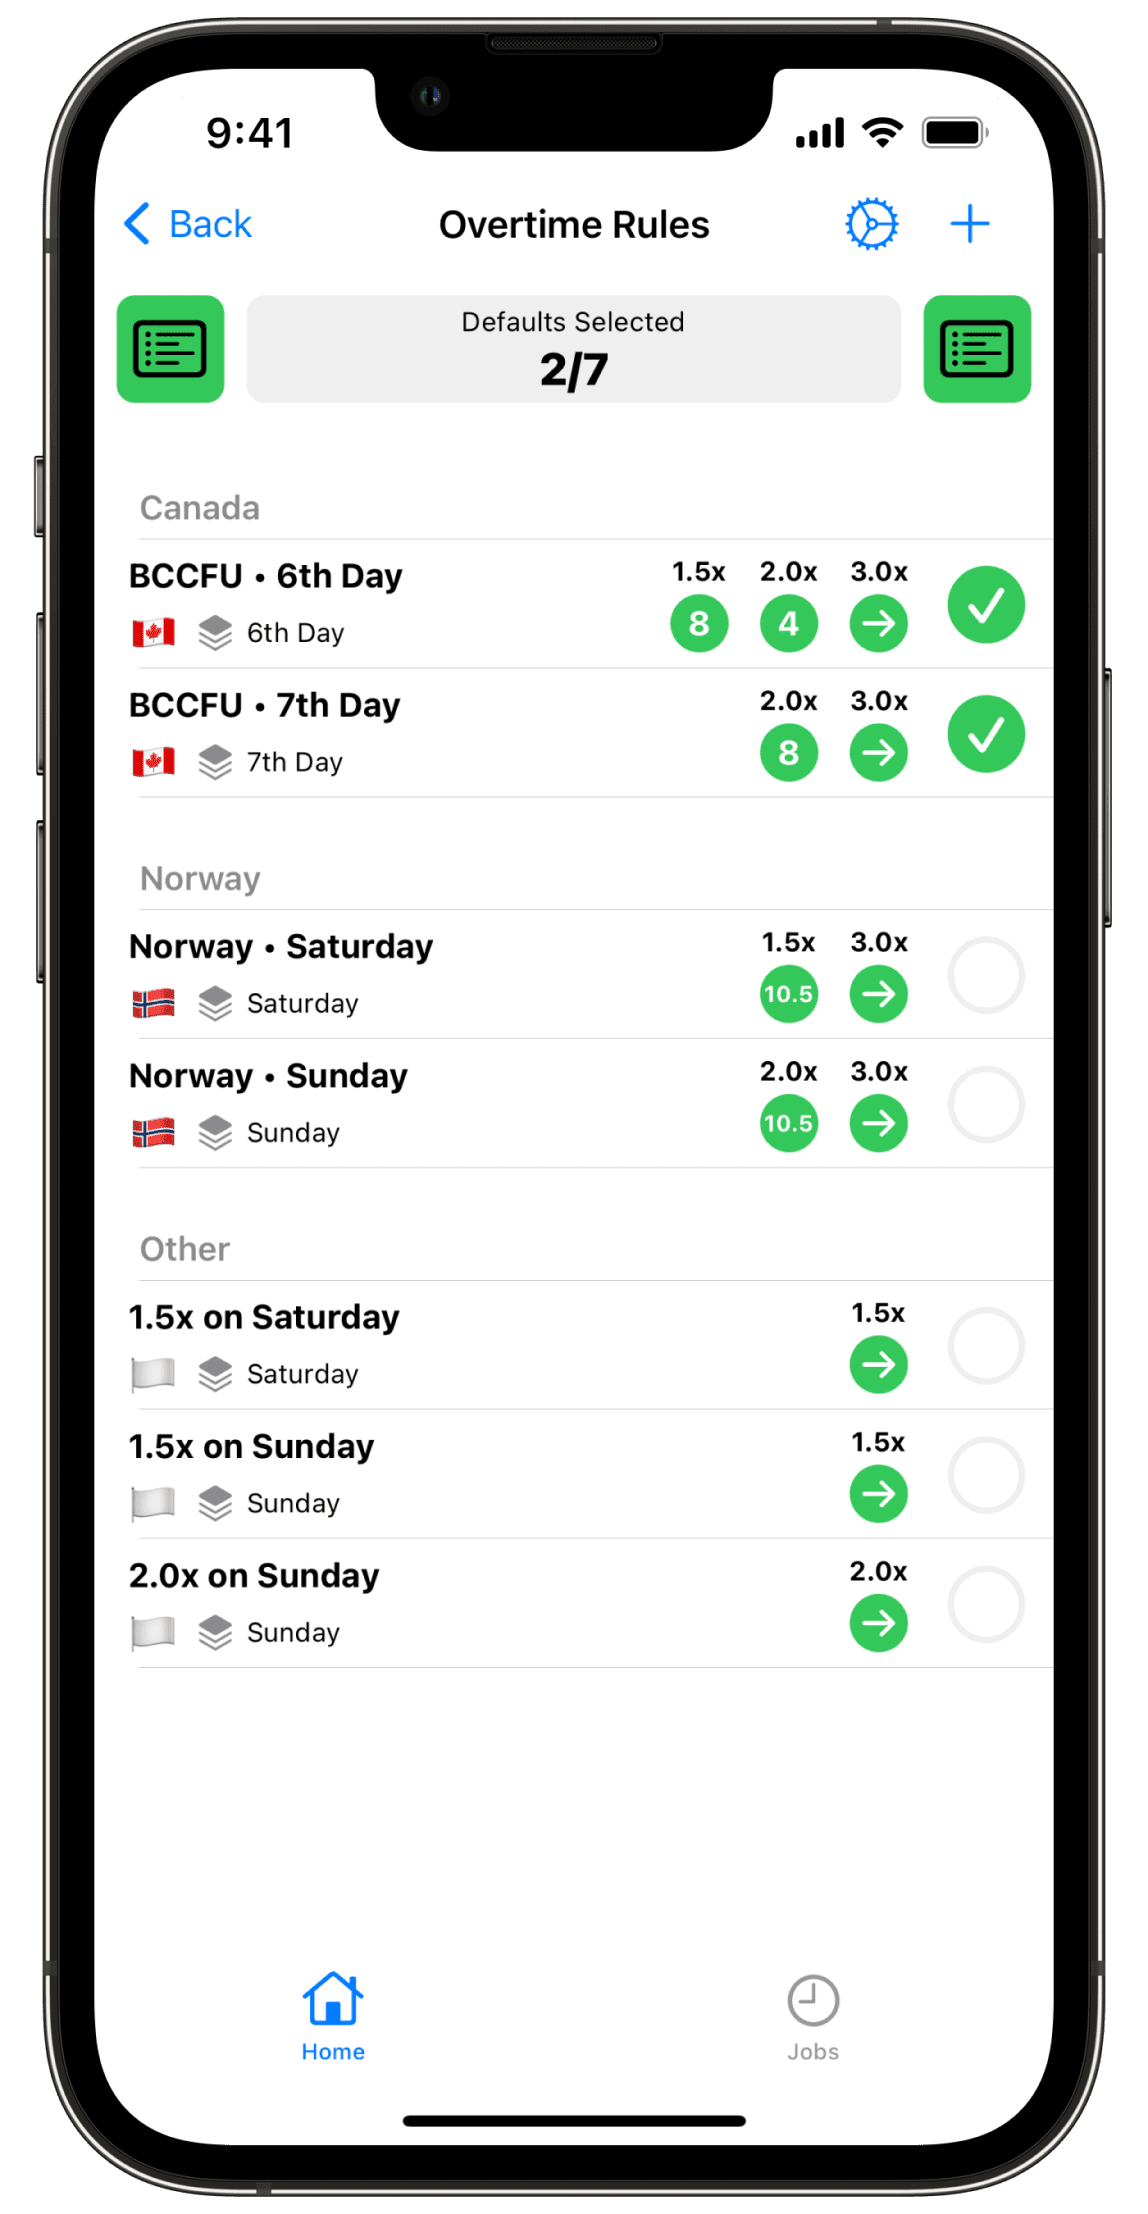 9:41
Back
Overtime Rules
Defaults Selected
2/7
Canada
BCCFU • 6th Day
1.5x 2.0x 3.0x
6th Day
8 4
BCCFU • 7th Day
2.0x 3.0x
7th Day
8
Norway
Norway • Saturday
1.5x 3.0x
Saturday
10.5
Norway • Sunday
2.0x 3.0x
Sunday
10.5
Other
1.5x on Saturday
1.5x
Saturday
1.5x on Sunday
1.5x
Sunday
2.0x on Sunday
2.0x
Sunday
Home
Jobs